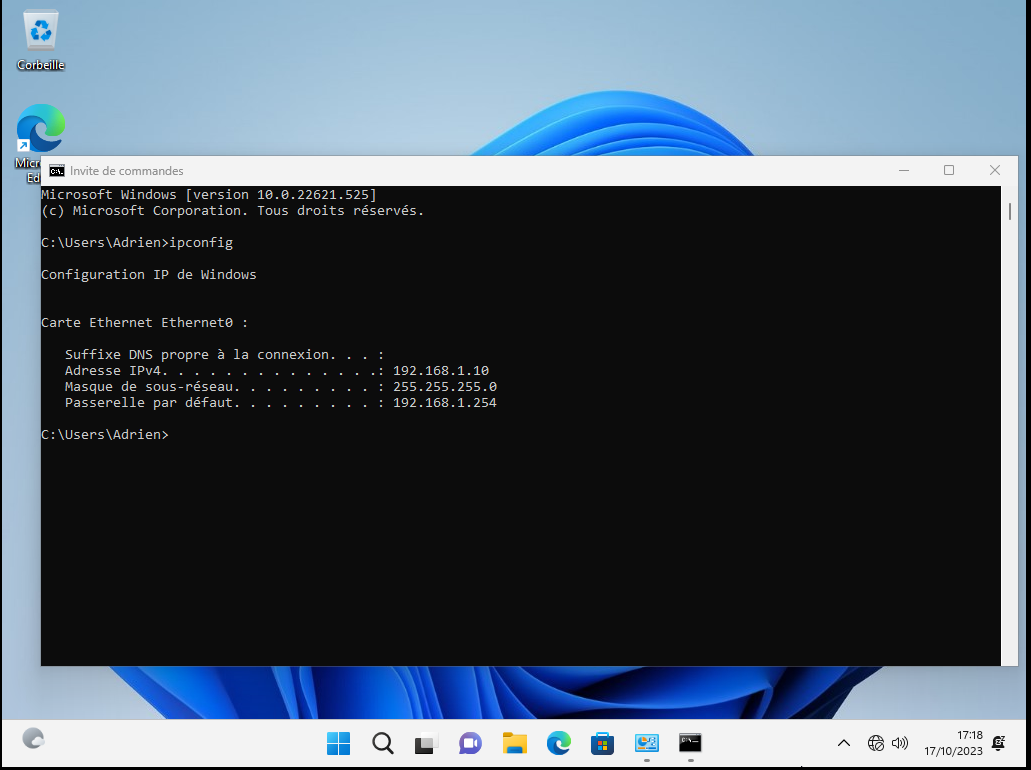 Corbeille
Micr
Ed
Invite de commandes
Microsoft Windows [version 10.0.22621.525]
(c) Microsoft Corporation. Tous droits réservés.
C:\Users\Adrien>ipconfig
Configuration IP de Windows
Carte Ethernet Ethernet0 :
Suffixe DNS propre à la connexion. . . :
Adresse IPv4. . . . . . . . . . . . . .: 192.168.1.10
Masque de sous-réseau. . . . . . . . . : 255.255.255.0
Passerelle par défaut. . . . . . . . . : 192.168.1.254
C:\Users\Adrien>
17:18
17/10/2023